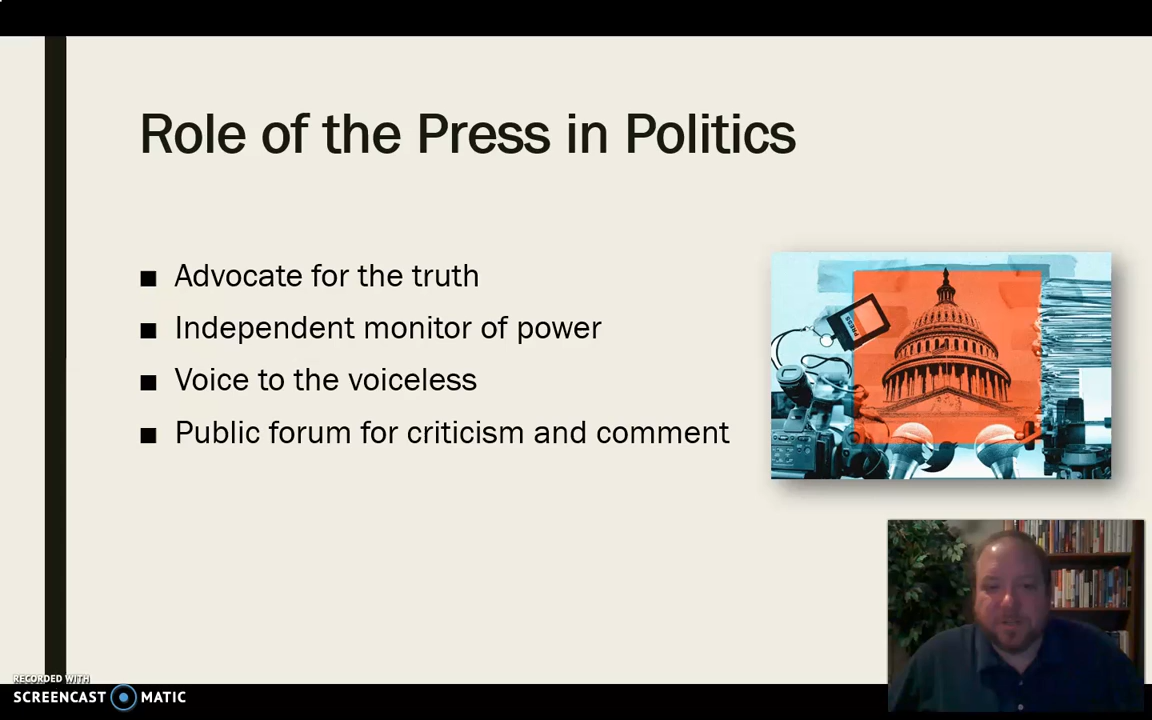 Role of the Press in Politics
■ Advocate for the truth
■ Independent monitor of power
■ Voice to the voiceless
■ Public forum for criticism and comment
PRESS
RECORDED WITH
SCREENCAST MATIC